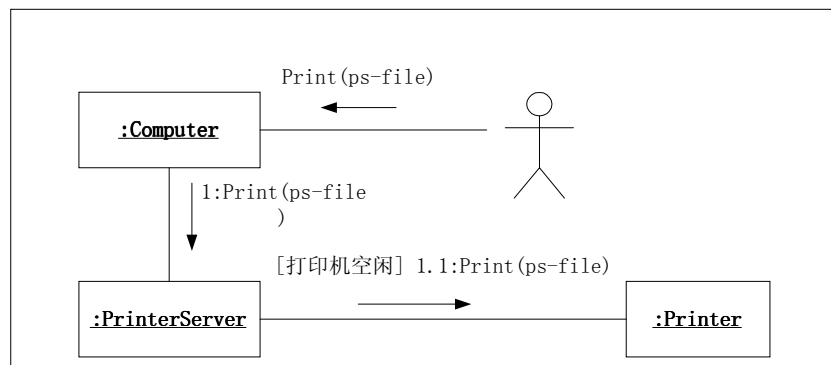 Print(ps-file)
:Computer
1:Print(ps-file
)
[打印机空闲] 1.1:Print(ps-file)
:PrinterServer
:Printer